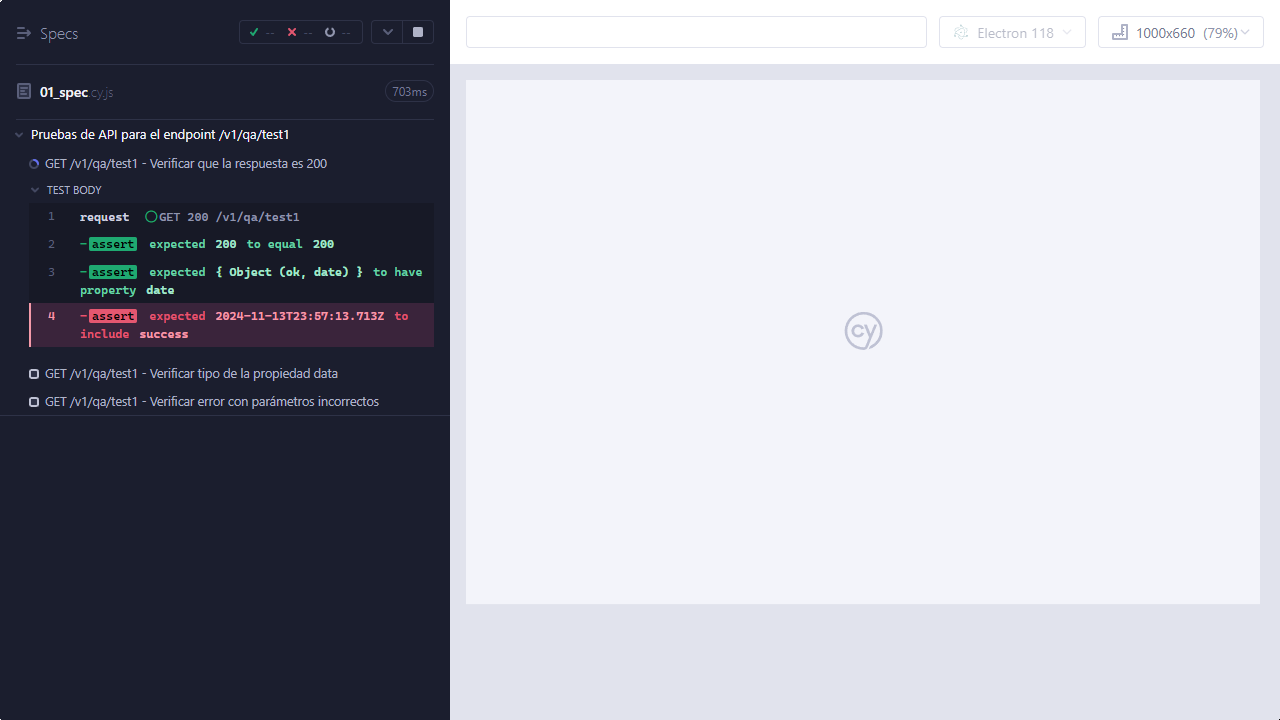 Specs
-- -- --
01_spec.cy.js
703ms
Pruebas de API para el endpoint /v1/qa/test1
GET /v1/qa/test1 - Verificar que la respuesta es 200
TEST BODY
1 request GET 200 /v1/qa/test1
2 -assert expected 200 to equal 200
3 -assert expected { Object (ok, date) } to have
property date
4 -assert expected 2024-11-13T23:57:13.713Z to
include success
GET /v1/qa/test1 - Verificar tipo de la propiedad data
GET /v1/qa/test1 - Verificar error con parámetros incorrectos
Electron 118
1000x660 (79%)
cy